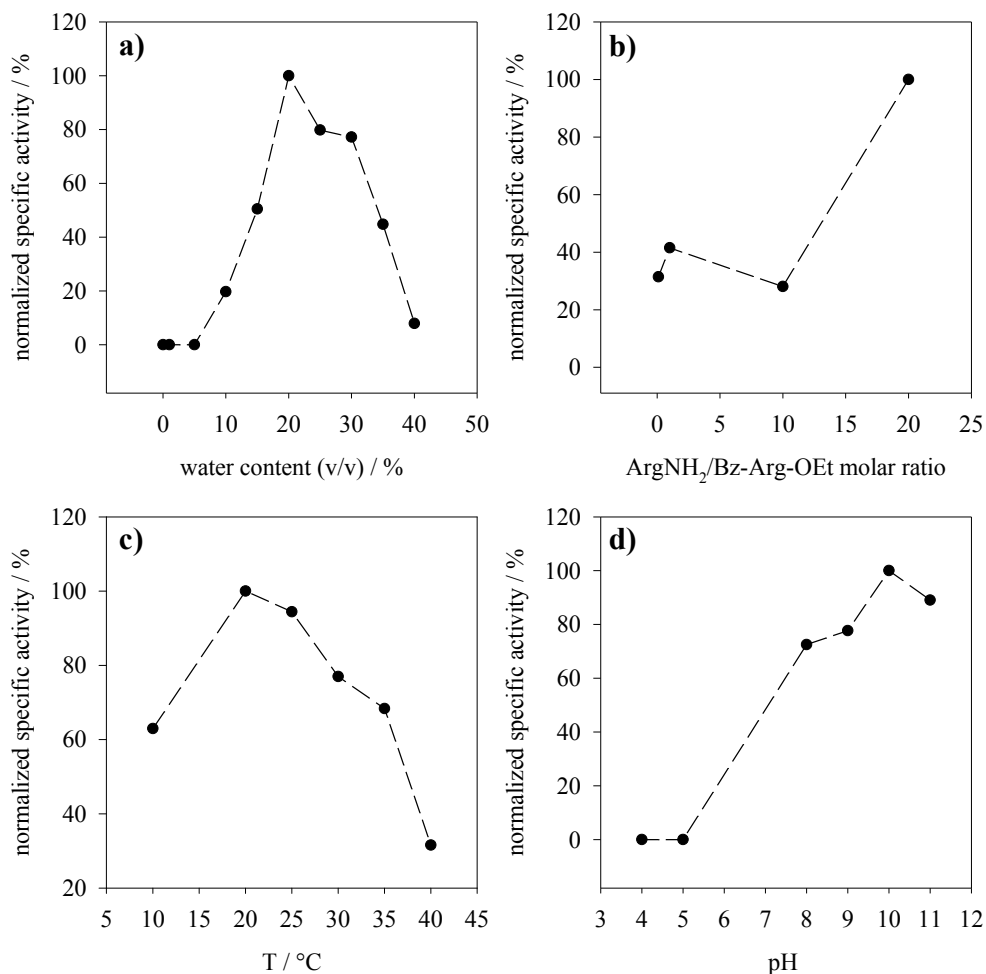 a)
normalized specific activity / %
120
100
80
60
40
20
0
0 10 20 30 40 50
water content (v/v) / %
b)
normalized specific activity / %
120
100
80
60
40
20
0
0 5 10 15 20 25
ArgNH₂/Bz-Arg-OEt molar ratio
c)
normalized specific activity / %
120
100
80
60
40
20
5 10 15 20 25 30 35 40 45
T / °C
d)
normalized specific activity / %
120
100
80
60
40
20
0
3 4 5 6 7 8 9 10 11 12
pH